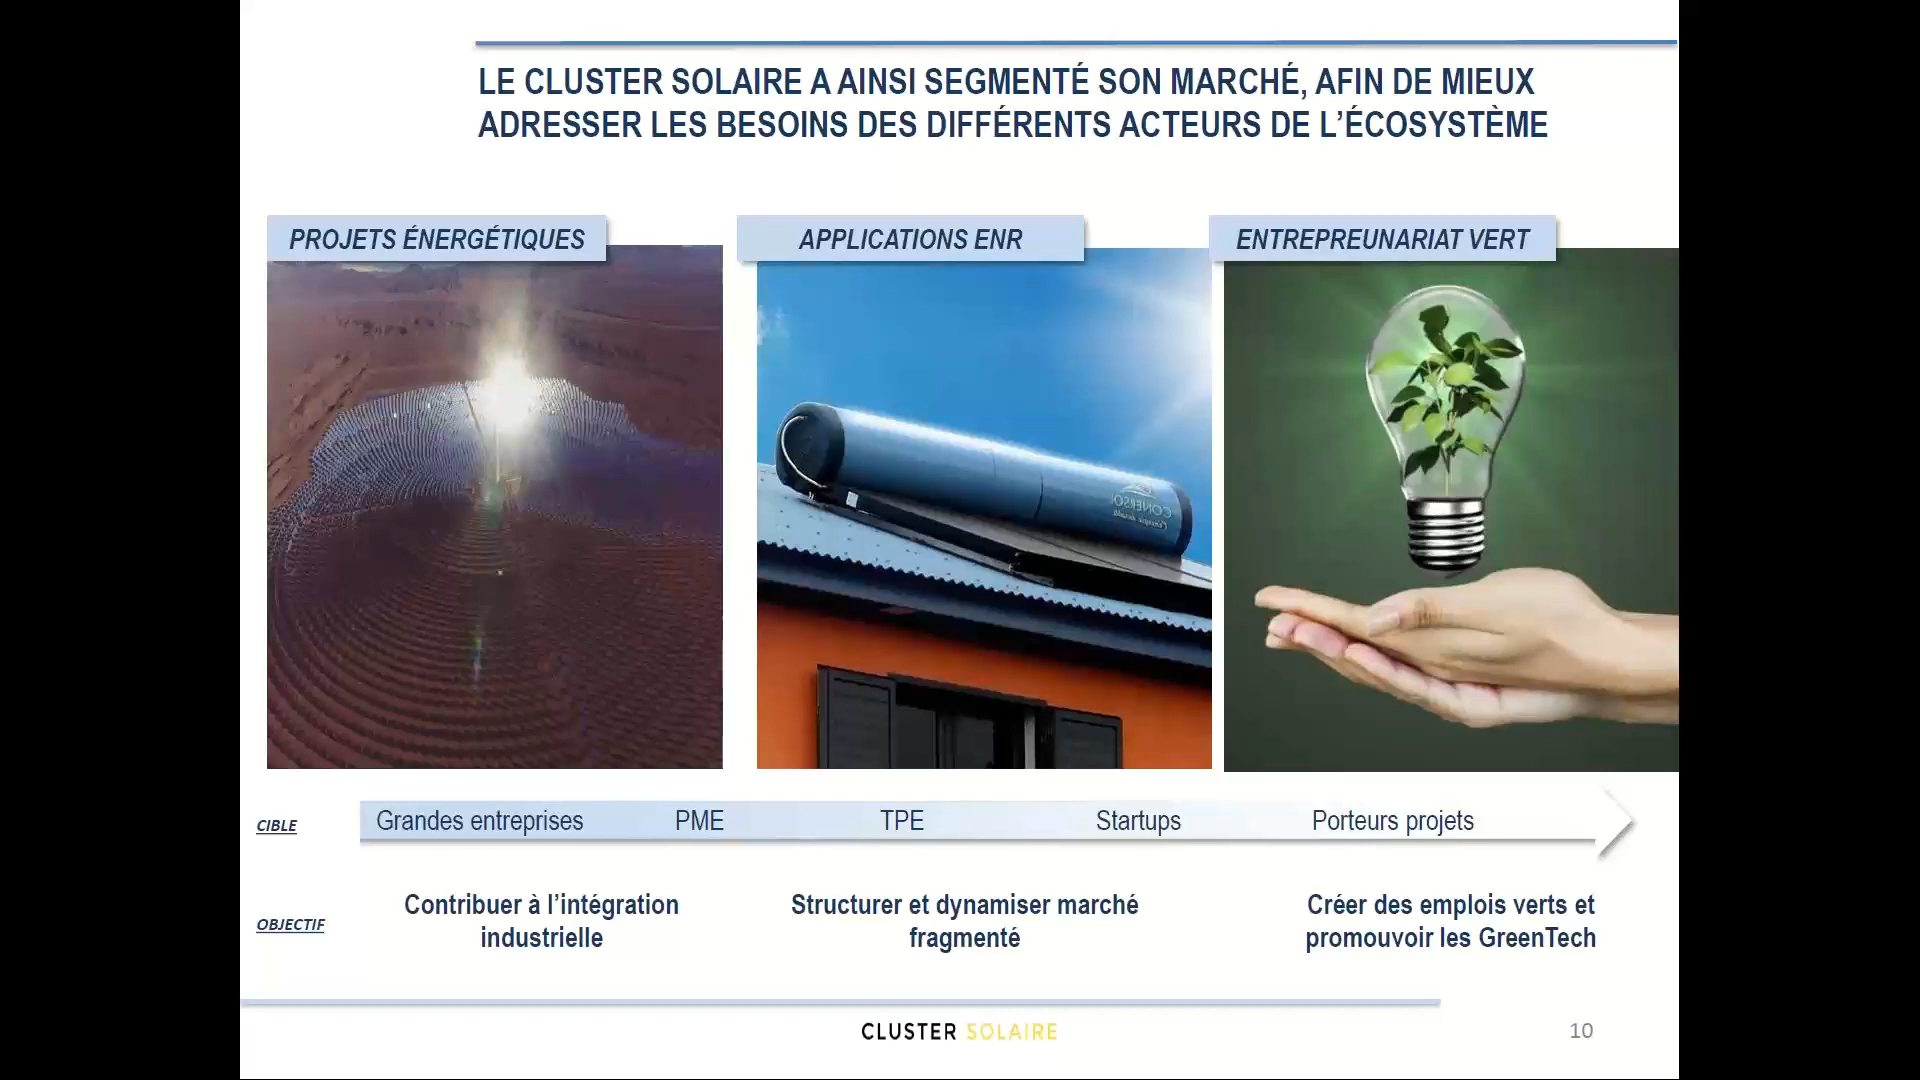 LE CLUSTER SOLAIRE A AINSI SEGMENTÉ SON MARCHÉ, AFIN DE MIEUX
ADRESSER LES BESOINS DES DIFFÉRENTS ACTEURS DE L'ÉCOSYSTÈME
PROJETS ÉNERGÉTIQUES
APPLICATIONS ENR
ENTREPREUNARIAT VERT
CIBLE
Grandes entreprises
PME
TPE
Startups
Porteurs projets
OBJECTIF
Contribuer à l'intégration
industrielle
Structurer et dynamiser marché
fragmenté
Créer des emplois verts et
promouvoir les GreenTech
CLUSTER SOLAIRE
10